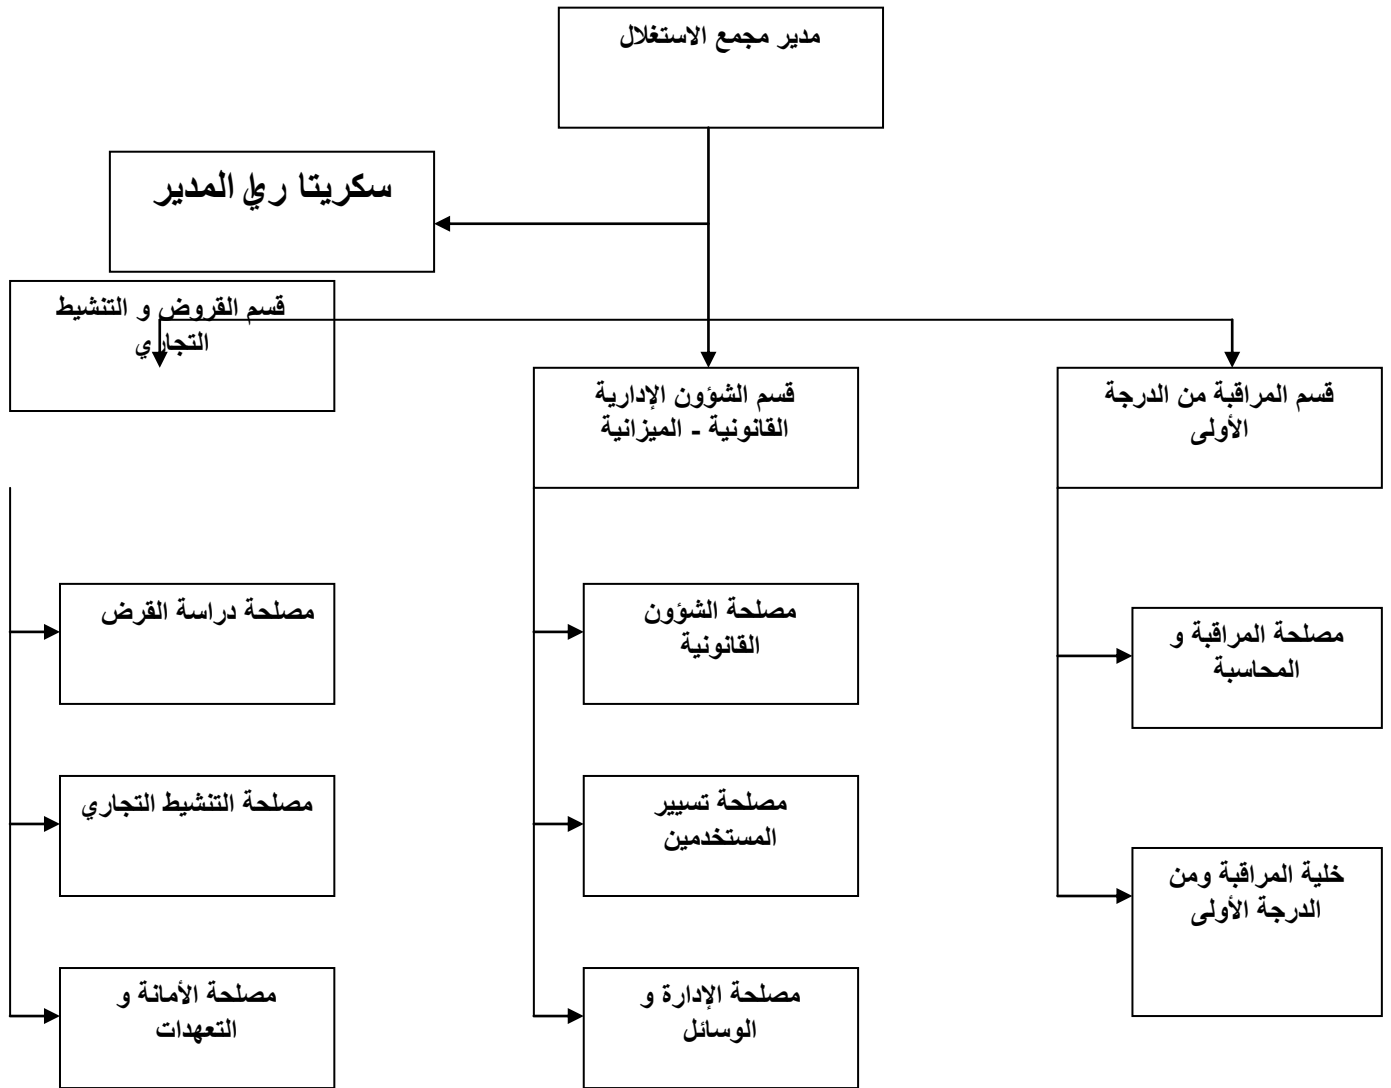 مدير مجمع الاستغلال
سكريتا ري المدير
قسم القروض و التنشيط
التجاري
قسم الشؤون الإدارية
القانونية - الميزانية
قسم المراقبة من الدرجة
الأولى
مصلحة دراسة القرض
مصلحة الشؤون
القانونية
مصلحة المراقبة و
المحاسبة
مصلحة التنشيط التجاري
مصلحة تسيير
المستخدمين
خلية المراقبة ومن
الدرجة الأولى
مصلحة الأمانة و
التعهدات
مصلحة الإدارة و
الوسائل